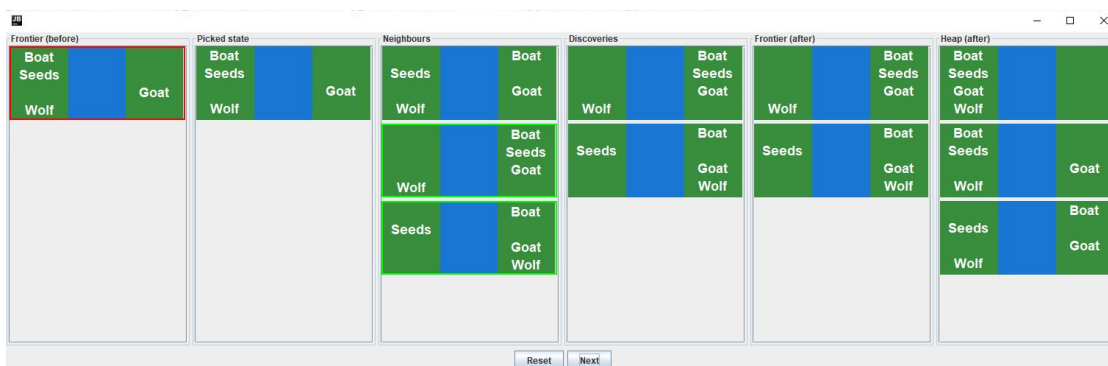 JB
Frontier (before)
Boat
Seeds
Goat
Wolf
Picked state
Boat
Seeds
Goat
Wolf
Neighbours
Boat
Seeds
Goat
Wolf
Boat
Seeds
Goat
Wolf
Boat
Seeds
Goat
Wolf
Discoveries
Boat
Seeds
Goat
Wolf
Boat
Seeds
Goat
Wolf
Frontier (after)
Boat
Seeds
Goat
Wolf
Boat
Seeds
Goat
Wolf
Heap (after)
Boat
Seeds
Goat
Wolf
Boat
Seeds
Goat
Wolf
Boat
Seeds
Goat
Wolf
Reset Next